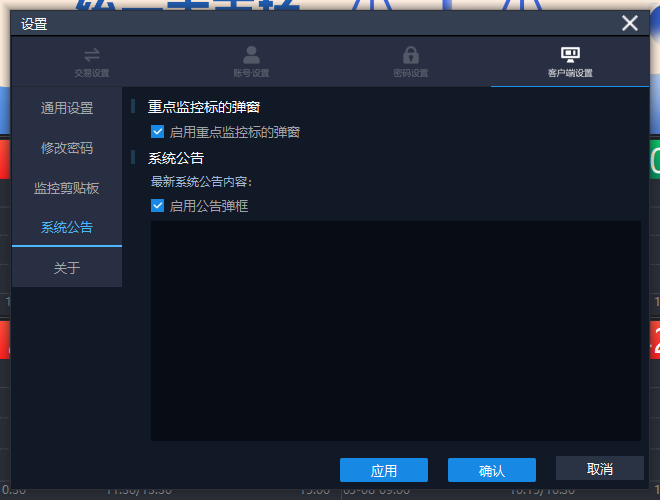 设置
交易设置
账号设置
密码设置
客户端设置
通用设置
修改密码
监控剪贴板
系统公告
关于
重点监控标的弹窗
启用重点监控标的弹窗
系统公告
最新系统公告内容:
启用公告弹框
应用
确认
取消